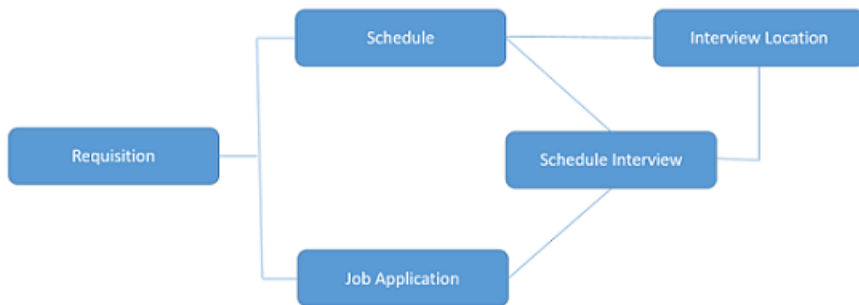 Schedule
Interview Location
Requisition
Schedule Interview
Job Application